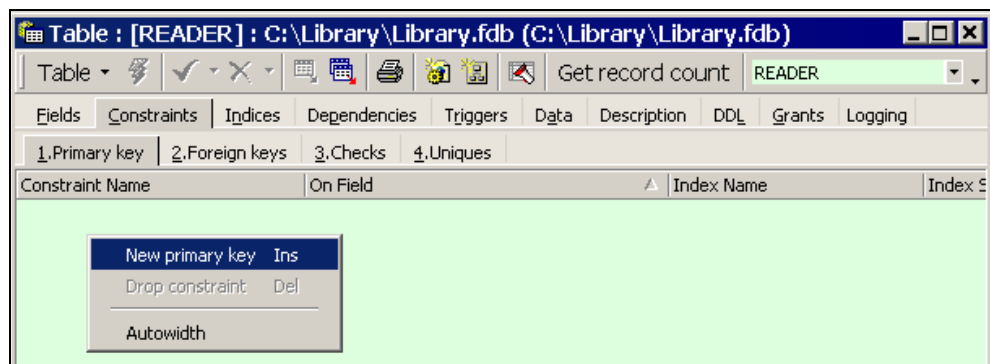 Table : [READER] : C:\Library\Library.fdb (C:\Library\Library.fdb)
Table Get record count READER
Fields Constraints Indices Dependencies Triggers Data Description DDL Grants Logging
1.Primary key 2.Foreign keys 3.Checks 4.Uniques
Constraint Name On Field Index Name Index S
New primary key Ins
Drop constraint Del
Autowidth